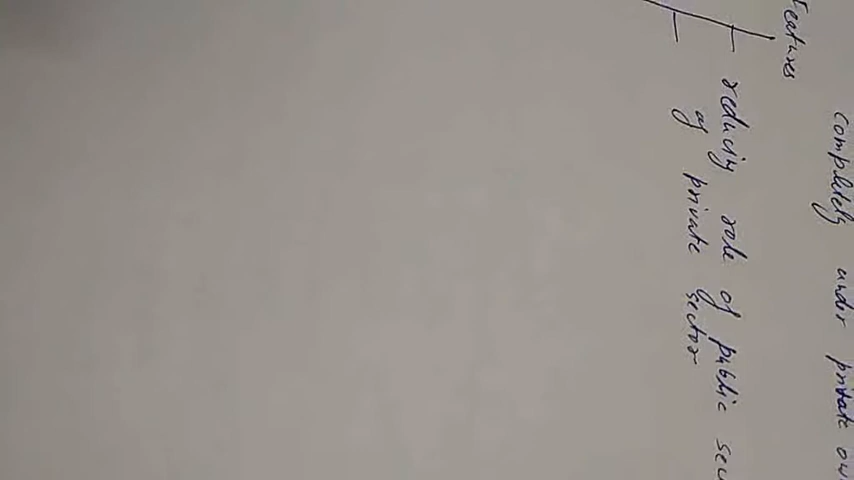 completely under private
Features
reducing role of public
of private sector